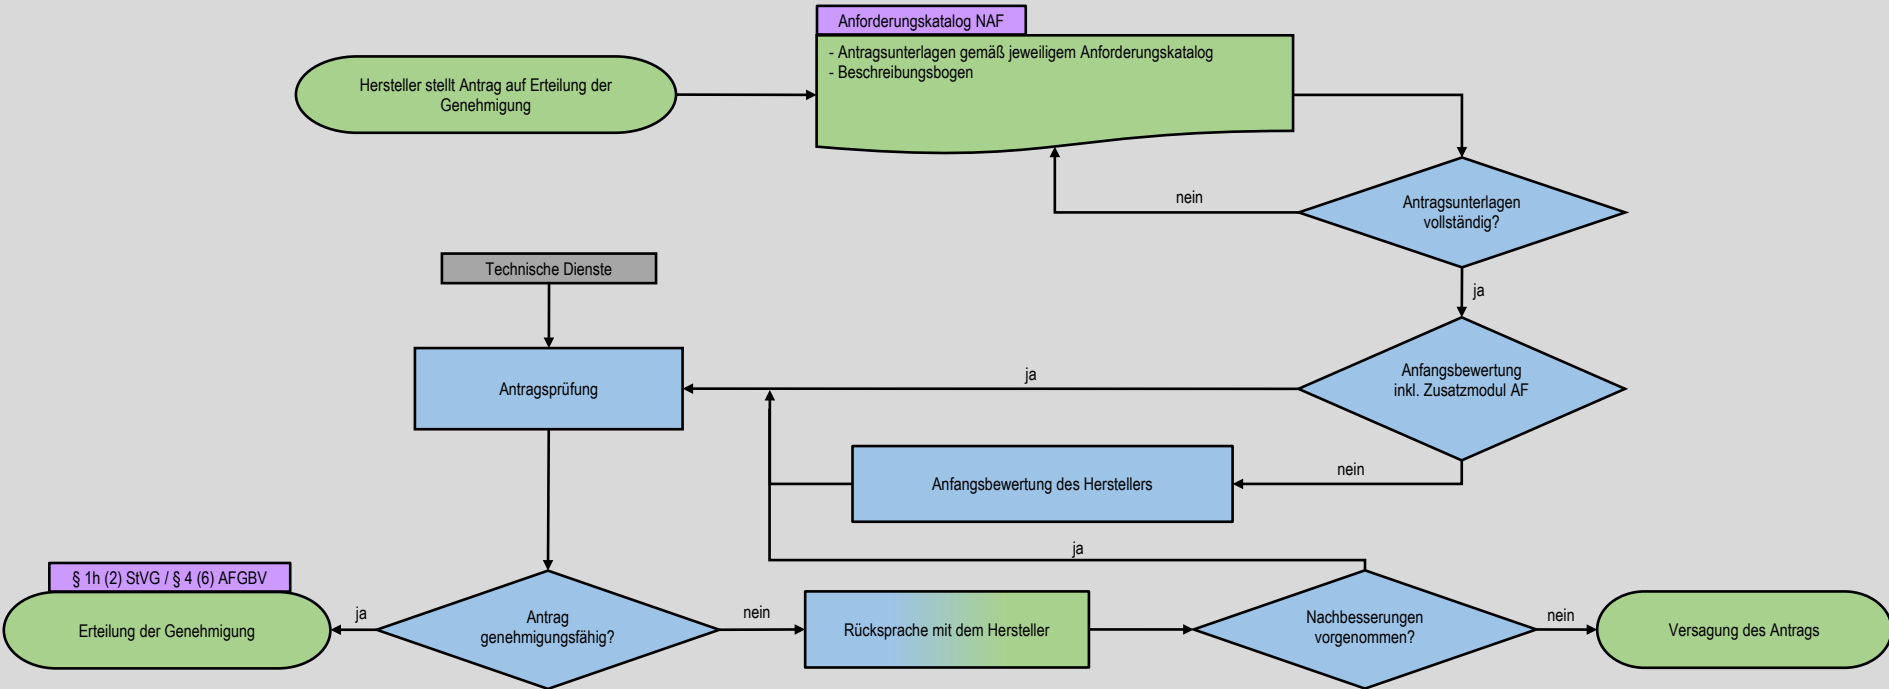 Anforderungskatalog NAF
- Antragsunterlagen gemäß jeweiligem Anforderungskatalog
- Beschreibungsbogen
Hersteller stellt Antrag auf Erteilung der
Genehmigung
nein
Antragsunterlagen
vollständig?
Technische Dienste
ja
Antragsprüfung
ja
Anfangsbewertung
inkl. Zusatzmodul AF
nein
Anfangsbewertung des Herstellers
ja
§ 1h (2) StVG / § 4 (6) AFGBV
Erteilung der Genehmigung
ja
Antrag
genehmigungsfähig?
nein
Rücksprache mit dem Hersteller
Nachbesserungen
vorgenommen?
nein
Versagung des Antrags